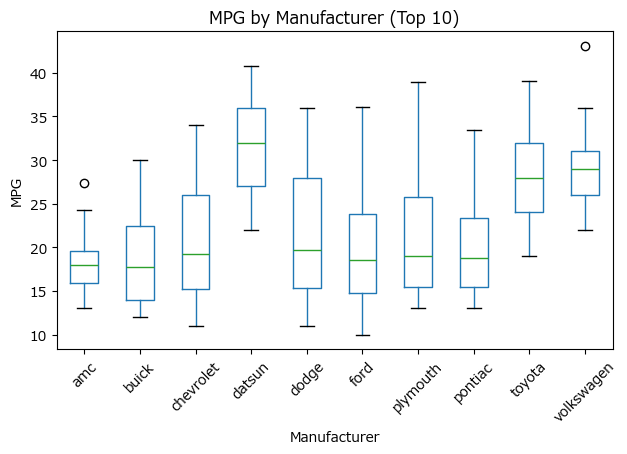 MPG by Manufacturer (Top 10)
MPG
40
35
30
25
20
15
10
amc
buick
chevrolet
datsun
dodge
ford
plymouth
pontiac
toyota
volkswagen
Manufacturer